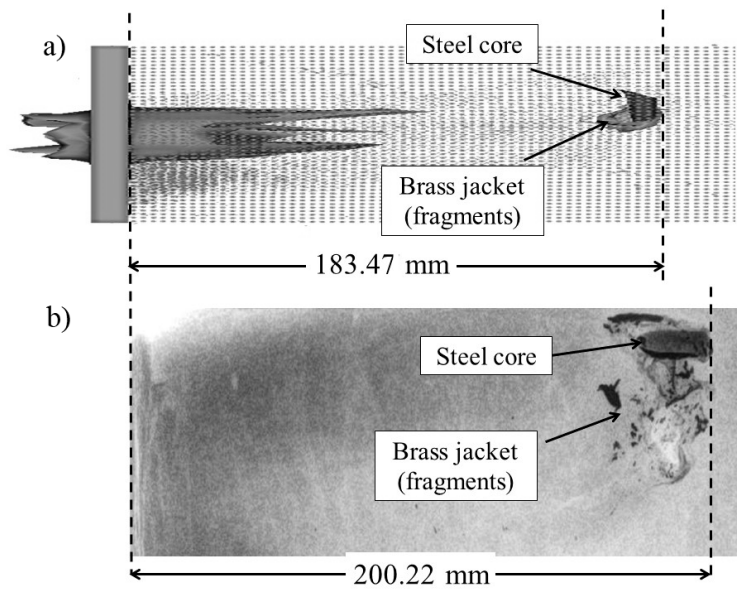 a)
Steel core
Brass jacket
(fragments)
183.47 mm
b)
Steel core
Brass jacket
(fragments)
200.22 mm